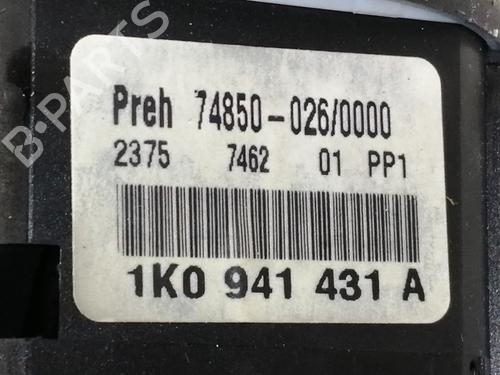 B-PARTS
Preh 74850-026/0000
2375 7462 01 PP1
1K0 941 431 A